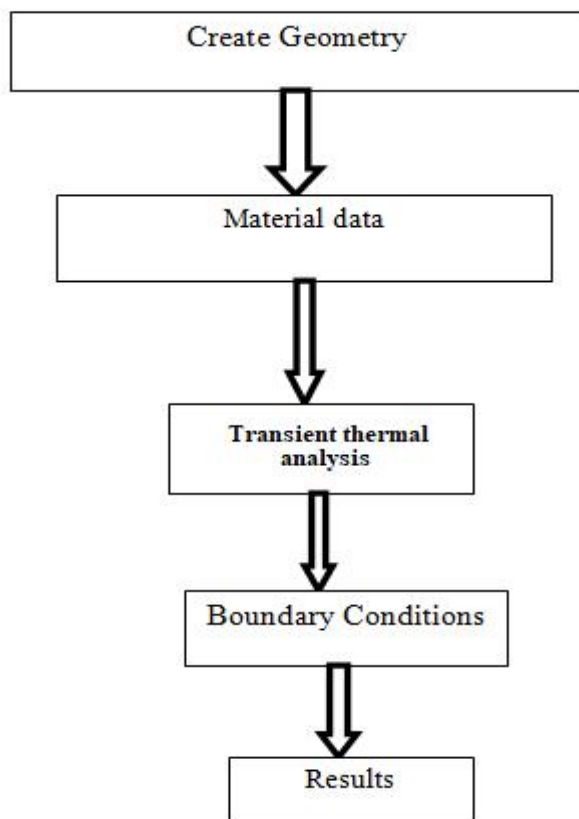 Create Geometry
Material data
Transient thermal
analysis
Boundary Conditions
Results